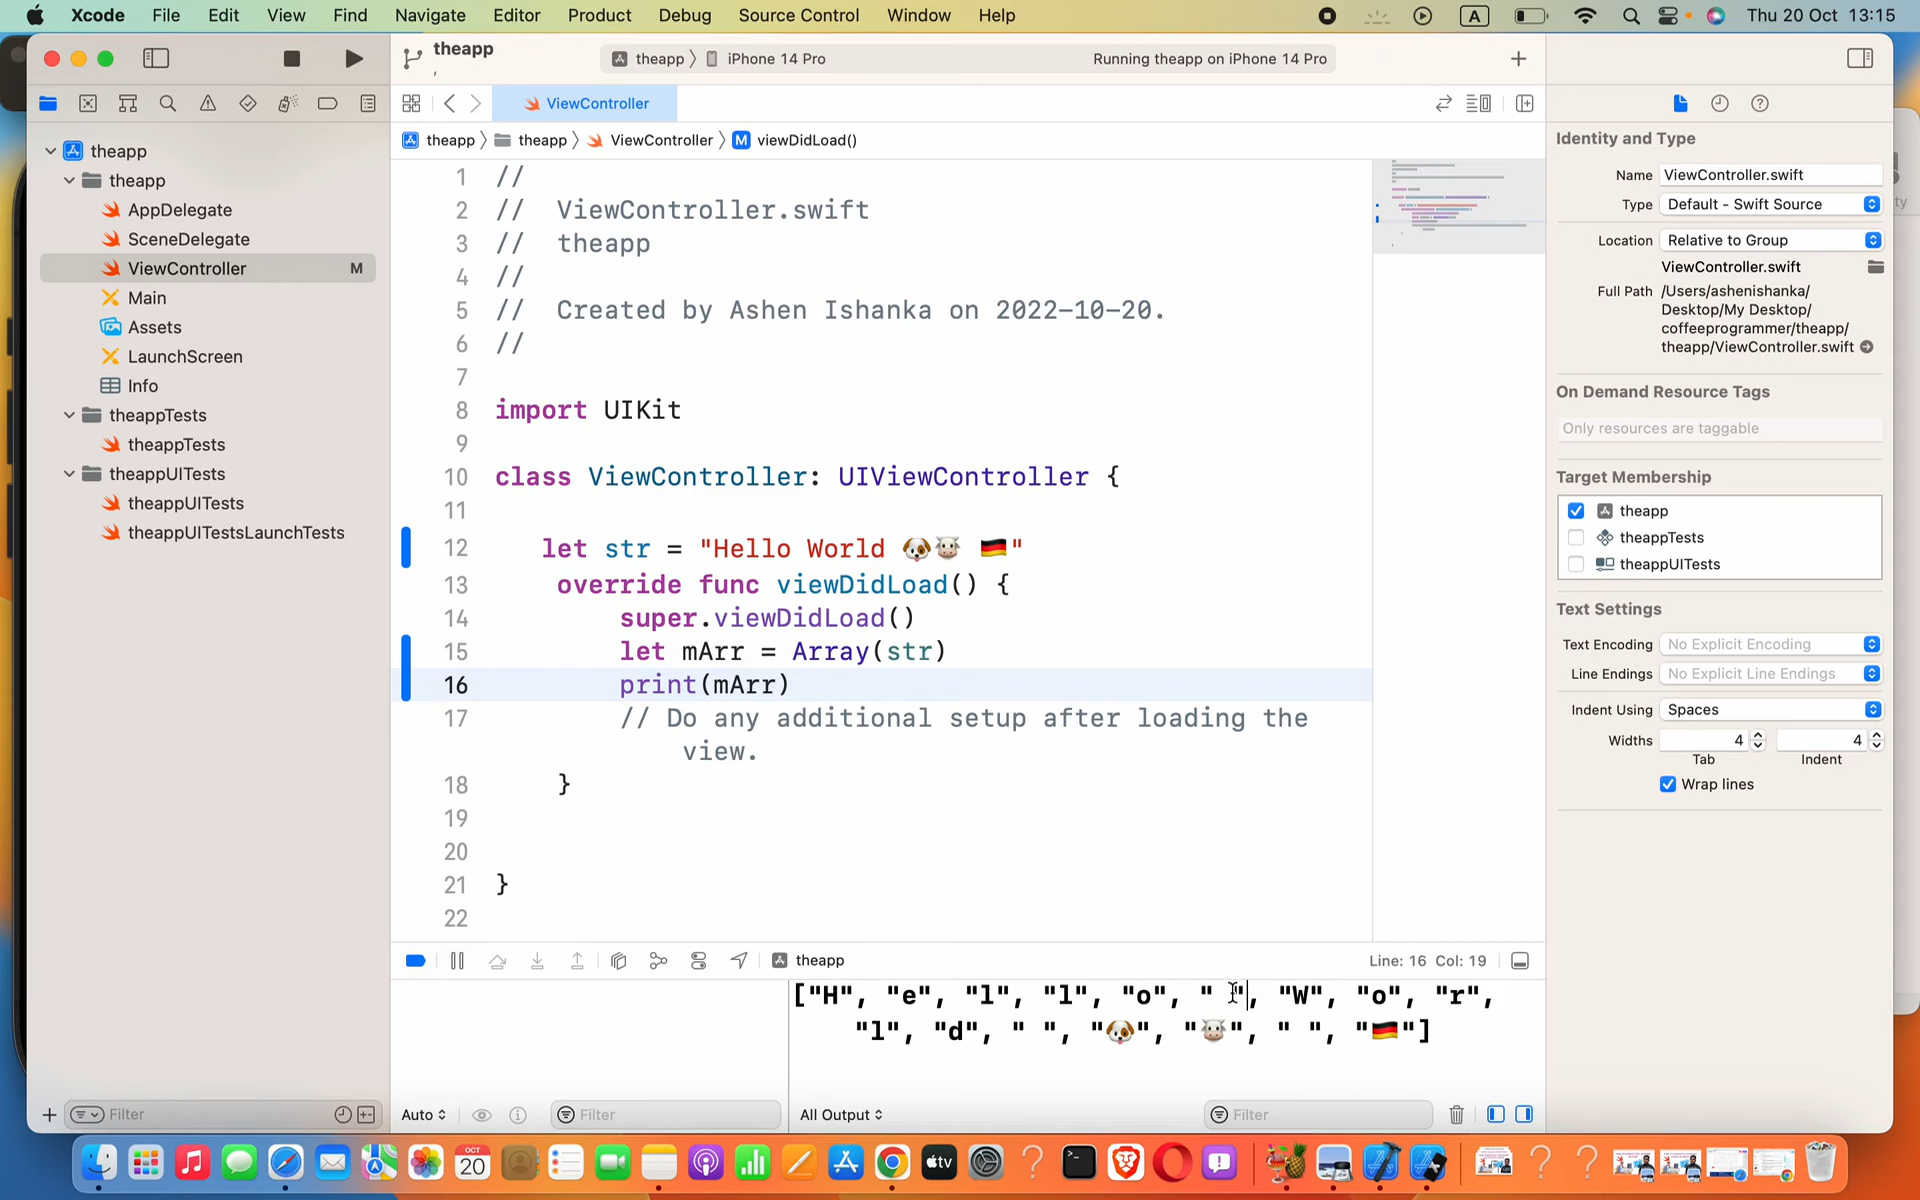 Xcode File Edit View Find Navigate Editor Product Debug Source Control Window Help A Thu 20 Oct 13:15
theapp
theapp 〉 iPhone 14 Pro
Running theapp on iPhone 14 Pro
ViewController
theapp 〉 theapp 〉 ViewController 〉 M viewDidLoad()
theapp
theapp
AppDelegate
SceneDelegate
ViewController M
Main
Assets
LaunchScreen
Info
theappTests
theappTests
theappUITests
theappUITests
theappUITestsLaunchTests
Filter
1 //
2 //  ViewController.swift
3 //  theapp
4 //
5 //  Created by Ashen Ishanka on 2022-10-20.
6 //
7
8 import UIKit
9
10 class ViewController: UIViewController {
11
12 let str = "Hello World 🐶🐮 🇩🇪"
13 override func viewDidLoad() {
14 super.viewDidLoad()
15 let mArr = Array(str)
16 print(mArr)
17 // Do any additional setup after loading the
view.
18 }
19
20
21 }
22
theapp
Line: 16 Col: 19
["H", "e", "l", "l", "o", " ", "W", "o", "r",
"l", "d", " ", "🐶", "🐮", " ", "🇩🇪"]
Auto
Filter
All Output
Filter
Identity and Type
Name ViewController.swift
Type Default - Swift Source
Location Relative to Group
ViewController.swift
Full Path /Users/ashenishanka/
Desktop/My Desktop/
coffeeprogrammer/theapp/
theapp/ViewController.swift
On Demand Resource Tags
Only resources are taggable
Target Membership
theapp
theappTests
theappUITests
Text Settings
Text Encoding No Explicit Encoding
Line Endings No Explicit Line Endings
Indent Using Spaces
Widths 4 4
Tab Indent
Wrap lines
ty
OCT
20
tv